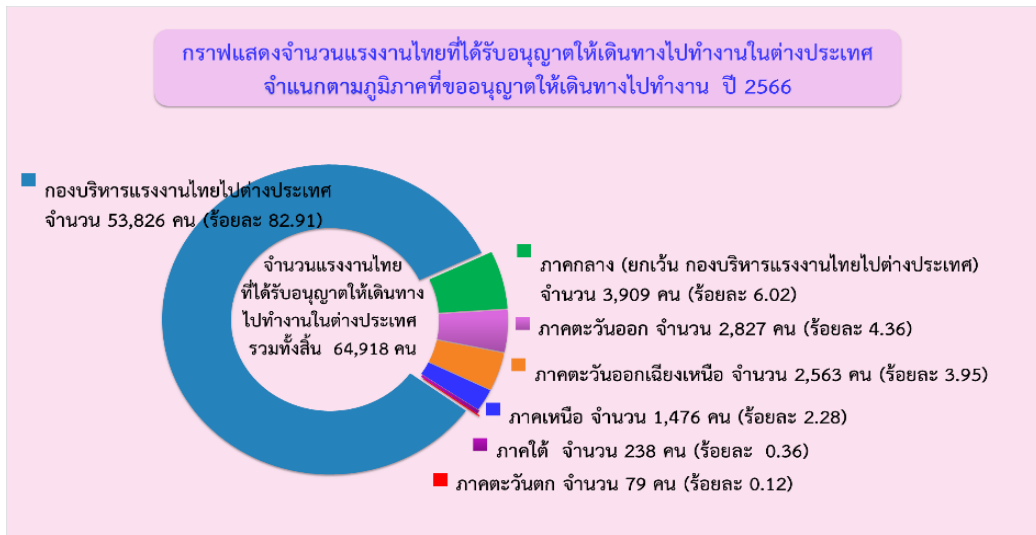 กราฟแสดงจำนวนแรงงานไทยที่ได้รับอนุญาตให้เดินทางไปทำงานในต่างประเทศ
จำแนกตามภูมิภาคที่ขออนุญาตให้เดินทางไปทำงาน ปี 2566
กองบริหารแรงงานไทยไปต่างประเทศ
จำนวน 53,826 คน (ร้อยละ 82.91)
จำนวนแรงงานไทย
ที่ได้รับอนุญาตให้เดินทาง
ไปทำงานในต่างประเทศ
รวมทั้งสิ้น 64,918 คน
ภาคกลาง (ยกเว้น กองบริหารแรงงานไทยไปต่างประเทศ)
จำนวน 3,909 คน (ร้อยละ 6.02)
ภาคตะวันออก จำนวน 2,827 คน (ร้อยละ 4.36)
ภาคตะวันออกเฉียงเหนือ จำนวน 2,563 คน (ร้อยละ 3.95)
ภาคเหนือ จำนวน 1,476 คน (ร้อยละ 2.28)
ภาคใต้ จำนวน 238 คน (ร้อยละ 0.36)
ภาคตะวันตก จำนวน 79 คน (ร้อยละ 0.12)